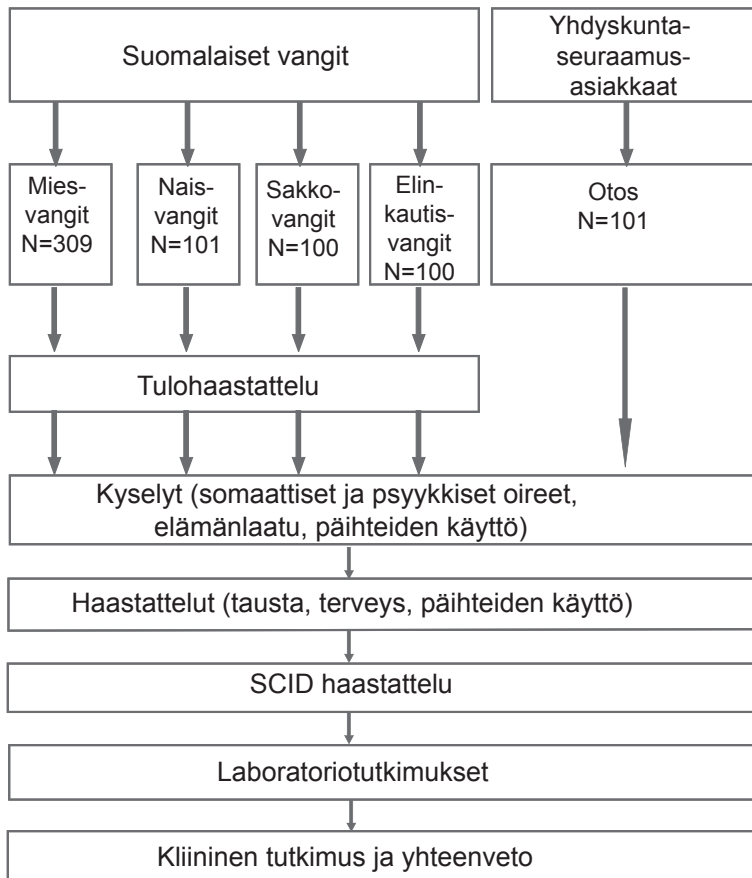 Suomalaiset vangit
Yhdyskunta-
seuraamus-
asiakkaat
Mies-
vangit
N=309
Nais-
vangit
N=101
Sakko-
vangit
N=100
Elin-
kautis-
vangit
N=100
Otos
N=101
Tulohaastattelu
Kyselyt (somaattiset ja psyykkiset oireet,
elämänlaatu, päihteiden käyttö)
Haastattelut (tausta, terveys, päihteiden käyttö)
SCID haastattelu
Laboratoriotutkimukset
Kliininen tutkimus ja yhteenveto